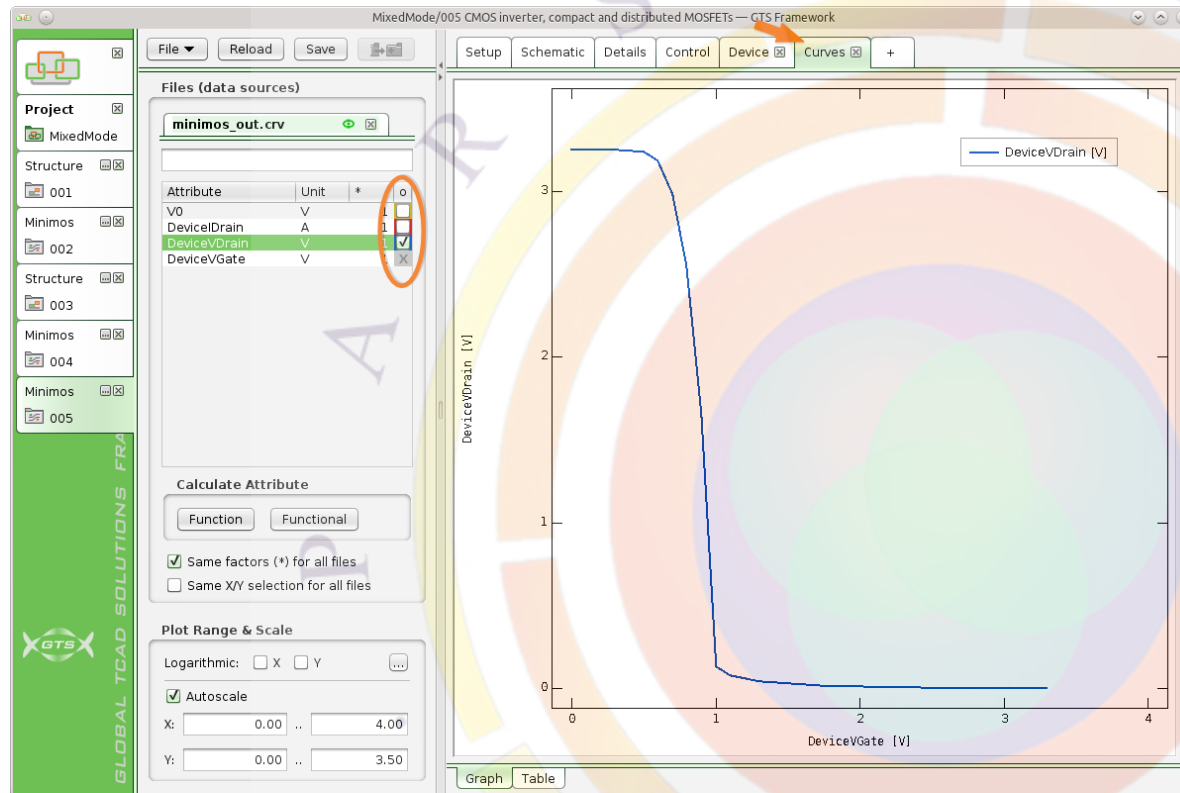 MixedMode/005 CMOS inverter, compact and distributed MOSFETs — GTS Framework
Project
MixedMode
Structure
001
Minimos
002
Structure
003
Minimos
004
Minimos
005
GLOBAL TCAD SOLUTIONS FRA
GTS
File Reload Save
Files (data sources)
minimos_out.crv
Attribute Unit * o
V0 V 1
DeviceIDrain A 1
DeviceVDrain V 1
DeviceVGate V X
Calculate Attribute
Function Functional
Same factors (*) for all files
Same X/Y selection for all files
Plot Range & Scale
Logarithmic: X Y ...
Autoscale
X: 0.00 .. 4.00
Y: 0.00 .. 3.50
Setup Schematic Details Control Device Curves +
DeviceVDrain [V]
3
2
1
0
DeviceVDrain [V]
0 1 2 3 4
DeviceVGate [V]
Graph Table
P A R S